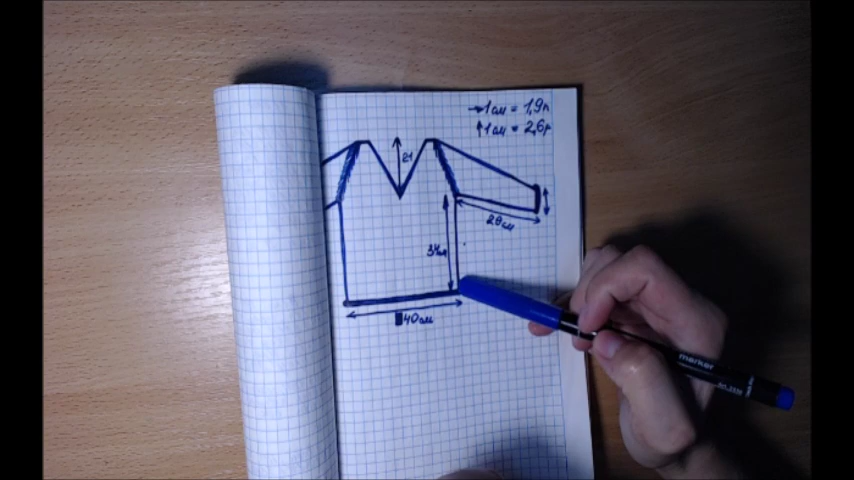 1см = 1,9п
1см = 2,6р
21
28см
34см
40см
marker